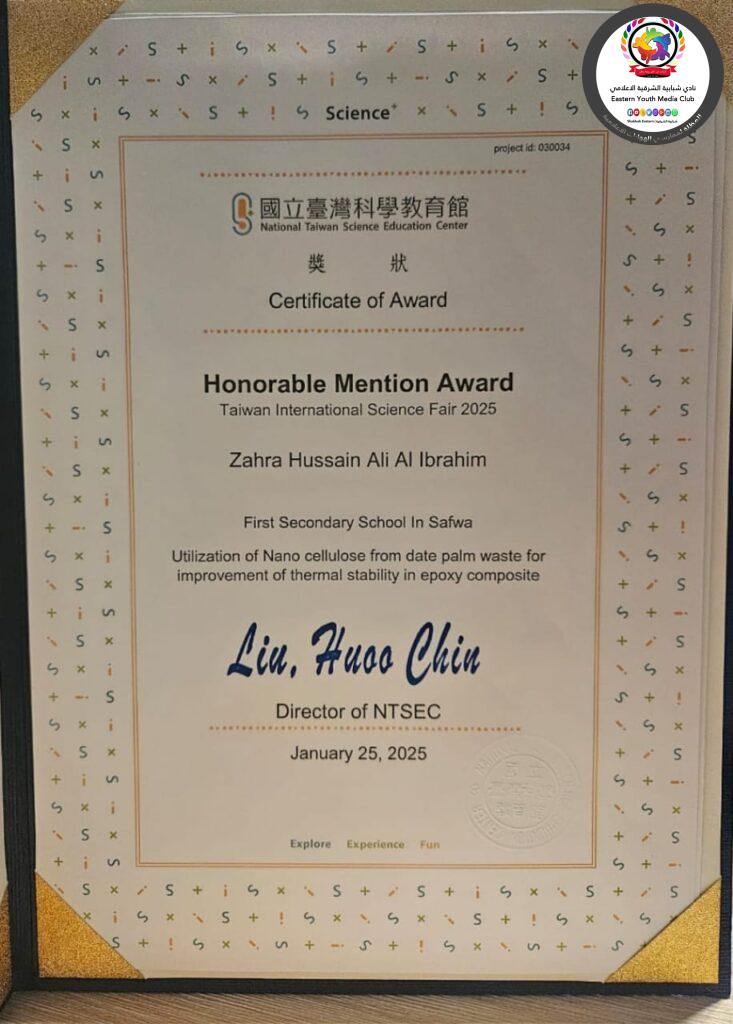 نادي شبابية الشرقية الاعلامي
Eastern Youth Media Club
Science+
project id: 030034
國立臺灣科學教育館
National Taiwan Science Education Center
獎 狀
Certificate of Award
Honorable Mention Award
Taiwan International Science Fair 2025
Zahra Hussain Ali Al Ibrahim
First Secondary School In Safwa
Utilization of Nano cellulose from date palm waste for
improvement of thermal stability in epoxy composite
Liu, Huoo Chin
Director of NTSEC
January 25, 2025
Explore Experience Fun